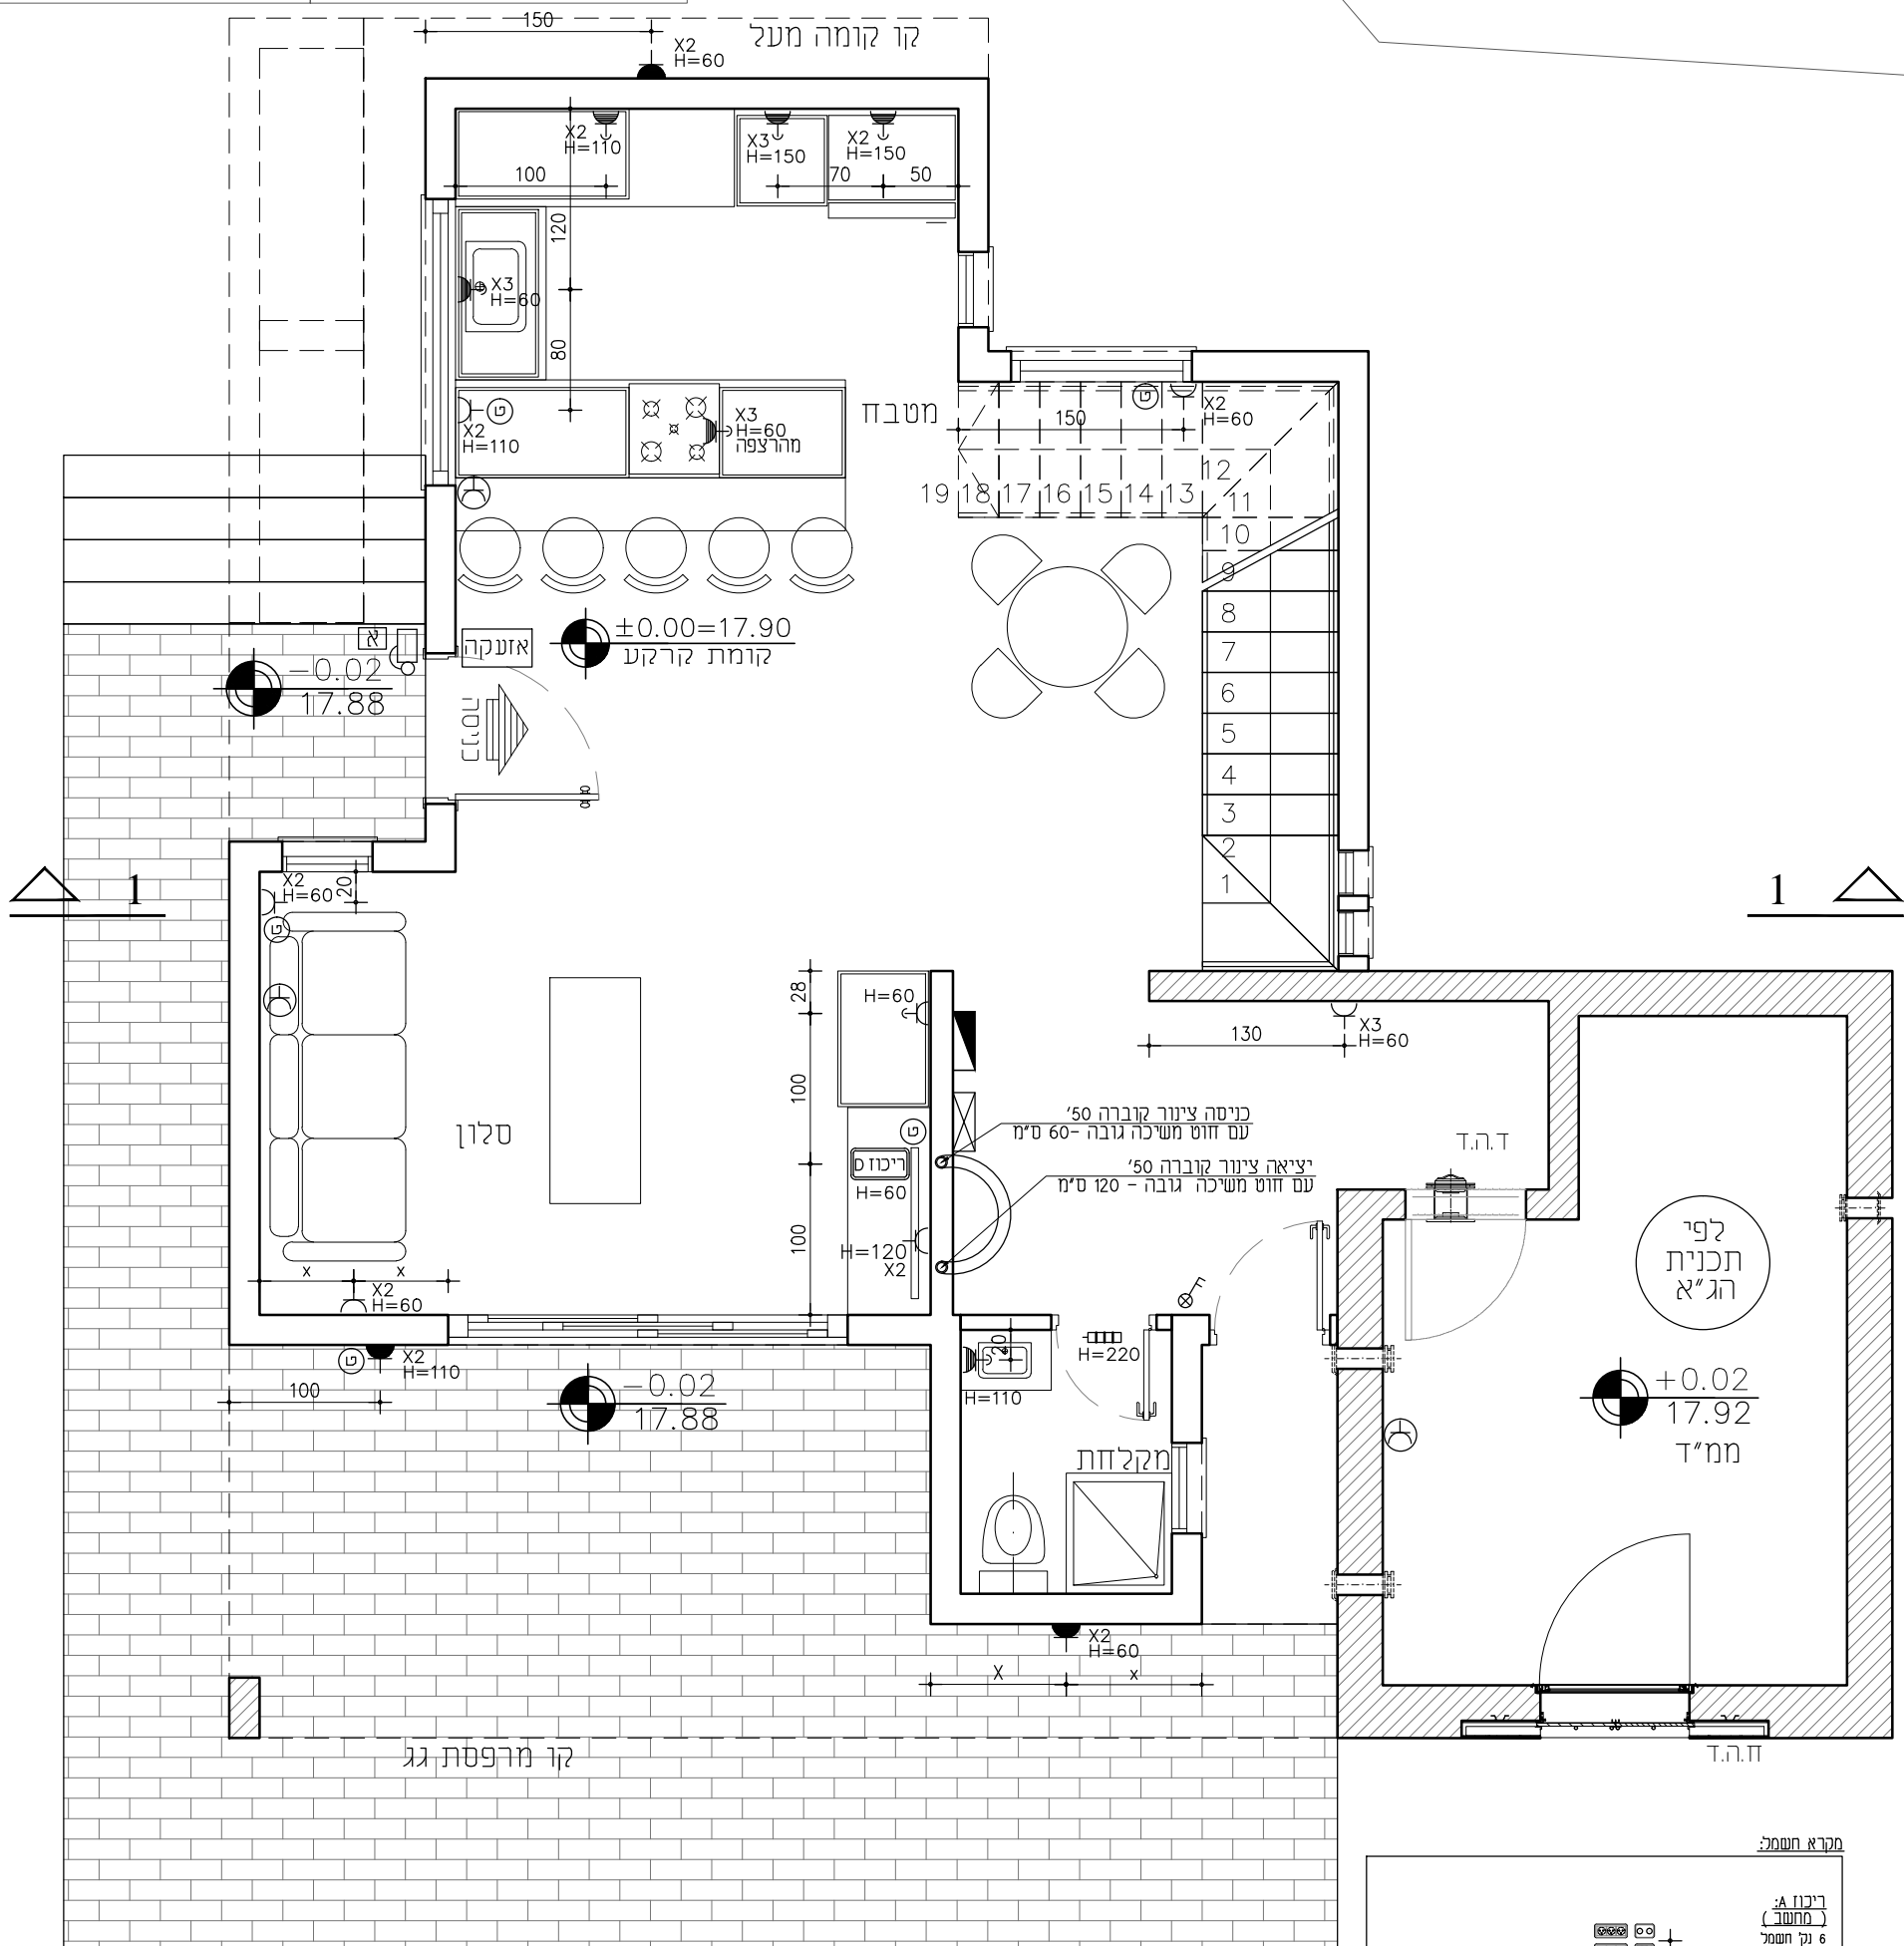 150
קו קומה מעל
X2
H=60
X2
H=110
X3
H=150
X2
H=150
100
70
50
120
X3
H=60
80
X2
H=110
X3
H=60
מהרצפה
מטבח
150
X2
H=60
G
G
19 18 17 16 15 14 13
12
11
10
9
8
7
6
5
4
3
2
1
א
אזעקה
±0.00=17.90
קומת קרקע
-0.02
17.88
כניסה
1
1
X2
H=60
20
G
28
H=60
100
130
X3
H=60
כניסה צינור קוברה 50'
עם חוט משיכה גובה -60 ס"מ
יציאה צינור קוברה 50'
עם חוט משיכה גובה - 120 ס"מ
סלון
G
ריכוז D
H=60
100
H=120
X2
ד.ה.ד
לפי
תכנית
הג"א
x
x
X2
H=60
F
G
X2
H=110
100
-0.02
17.88
20
H=110
H=220
מקלחת
+0.02
17.92
ממ"ד
X2
H=60
X
x
קו מרפסת גג
ח.ה.ד
מקרא חשמל:
ריכוז A:
( מחשב )
6 נק' חשמל